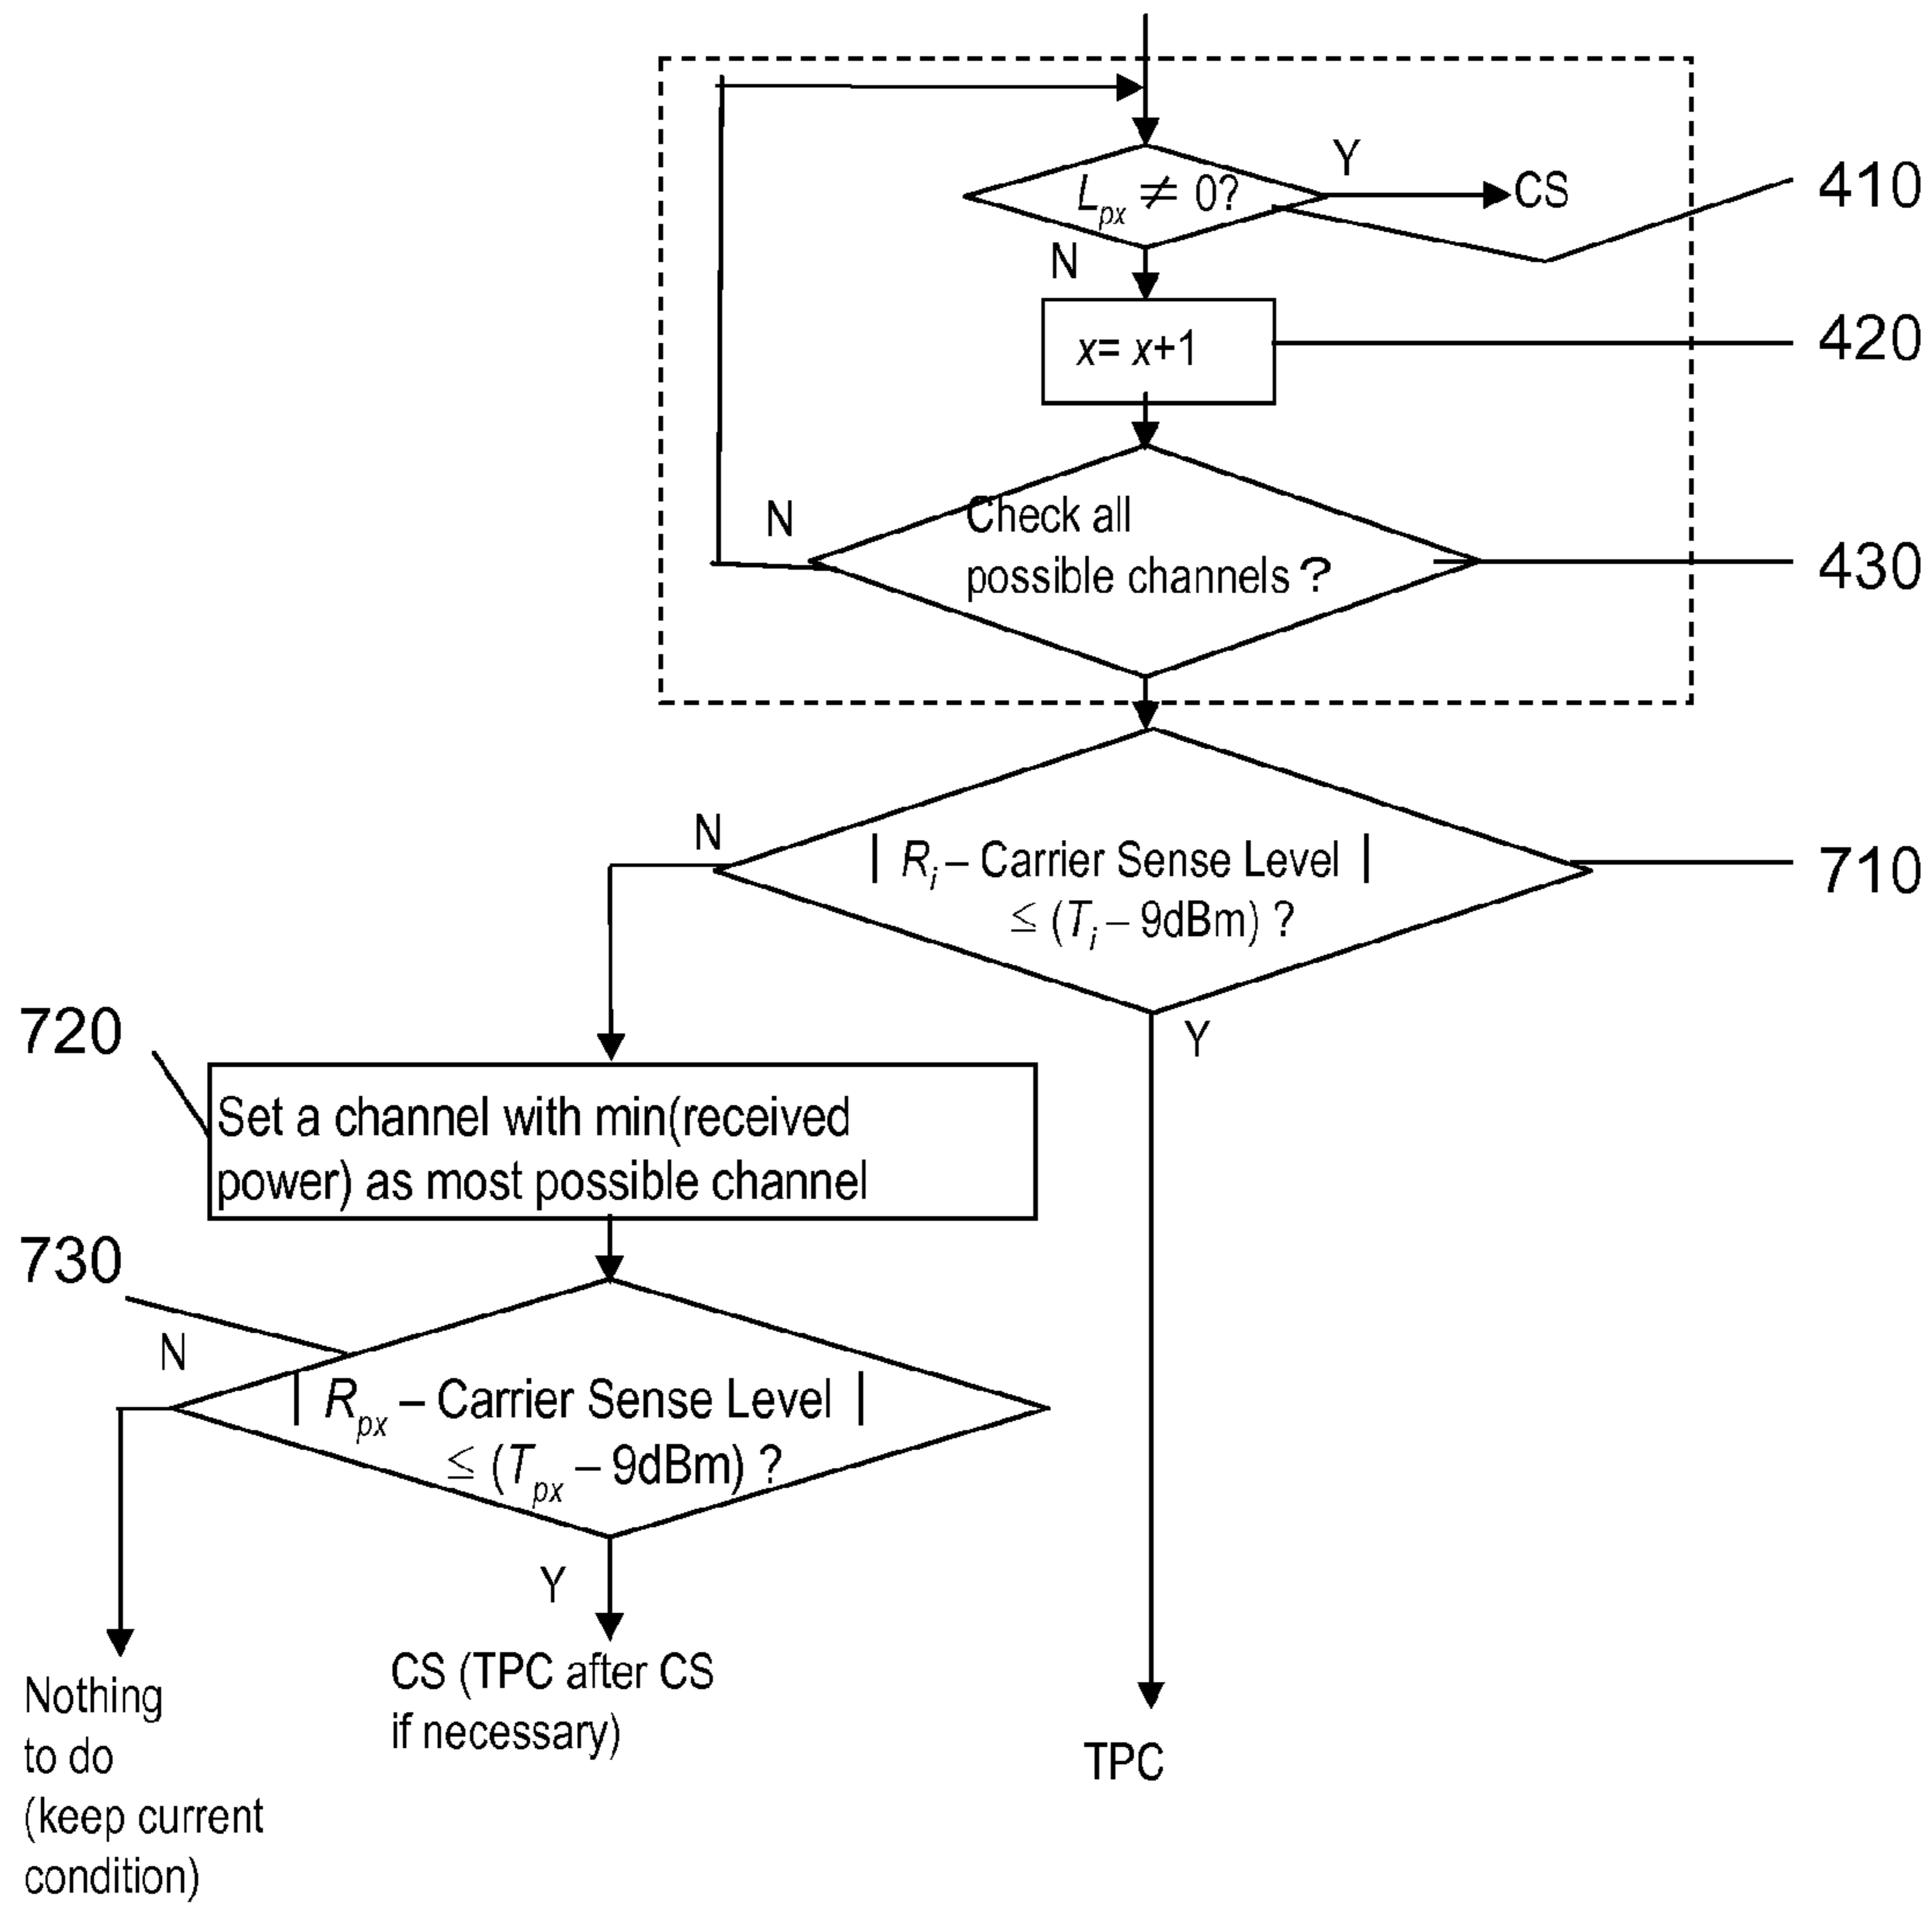 Y
L_px ≠ 0?
CS
410
N
x= x+1
420
N
Check all
possible channels ?
430
N
| R_i – Carrier Sense Level |
≤ (T_i – 9dBm) ?
710
Y
720
Set a channel with min(received
power) as most possible channel
730
N
| R_px – Carrier Sense Level |
≤ (T_px – 9dBm) ?
Y
CS (TPC after CS
if necessary)
Nothing
to do
(keep current
condition)
TPC